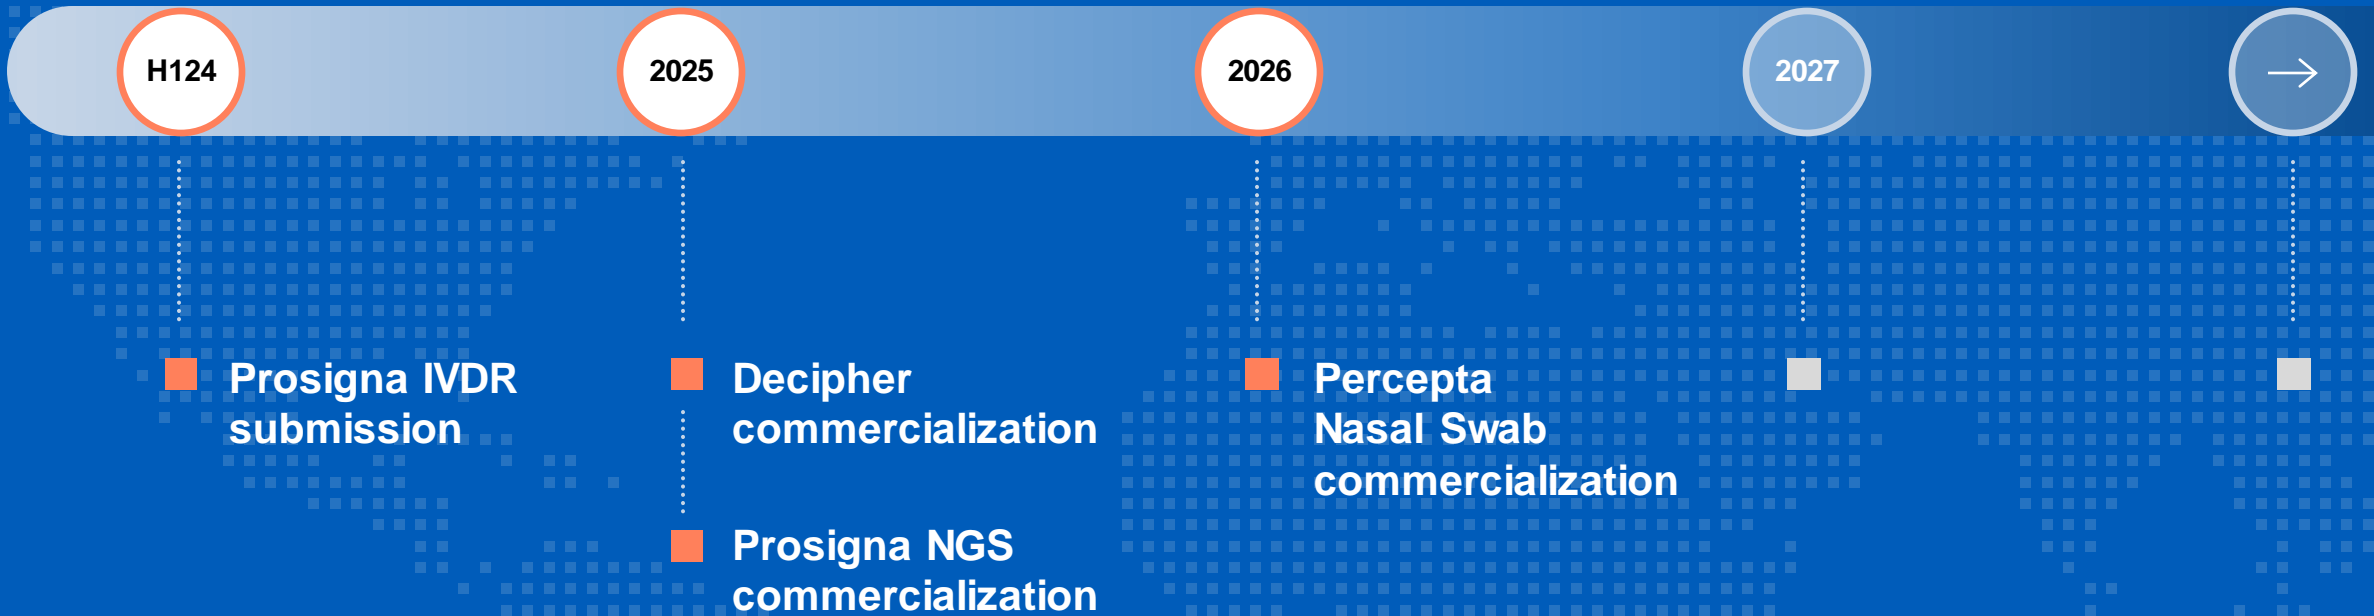 H124
2025
2026
2027
Prosigna IVDR
submission
Decipher
commercialization
Prosigna NGS
commercialization
Percepta
Nasal Swab
commercialization